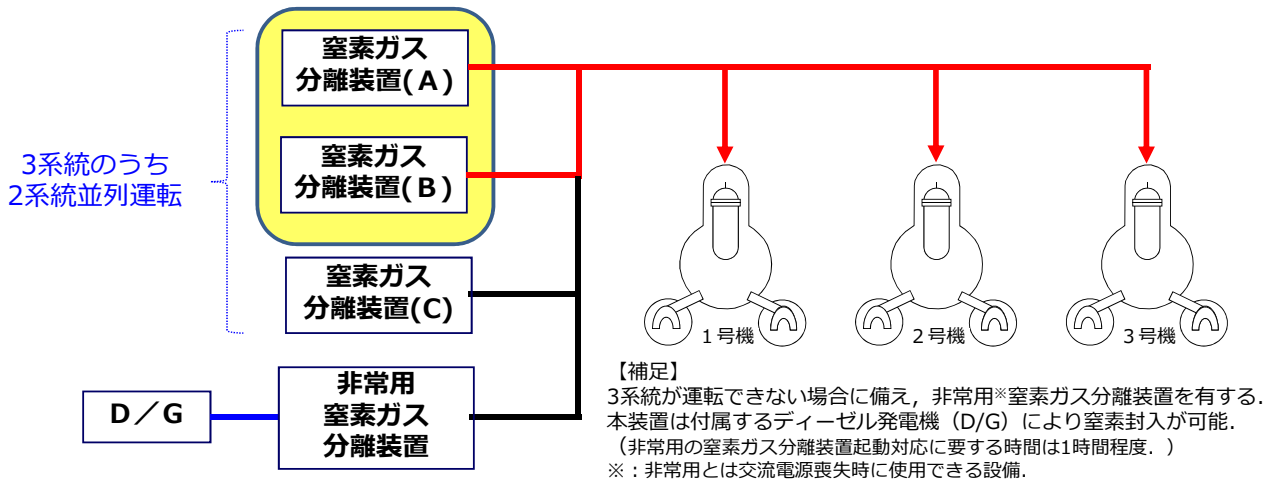 窒素ガス
分離装置(Ａ)
窒素ガス
分離装置(Ｂ)
3系統のうち
2系統並列運転
窒素ガス
分離装置(C)
非常用
窒素ガス
分離装置
Ｄ／Ｇ
１号機
２号機
３号機
【補足】
3系統が運転できない場合に備え，非常用※窒素ガス分離装置を有する．
本装置は付属するディーゼル発電機（D/G）により窒素封入が可能．
（非常用の窒素ガス分離装置起動対応に要する時間は1時間程度．）
※：非常用とは交流電源喪失時に使用できる設備．